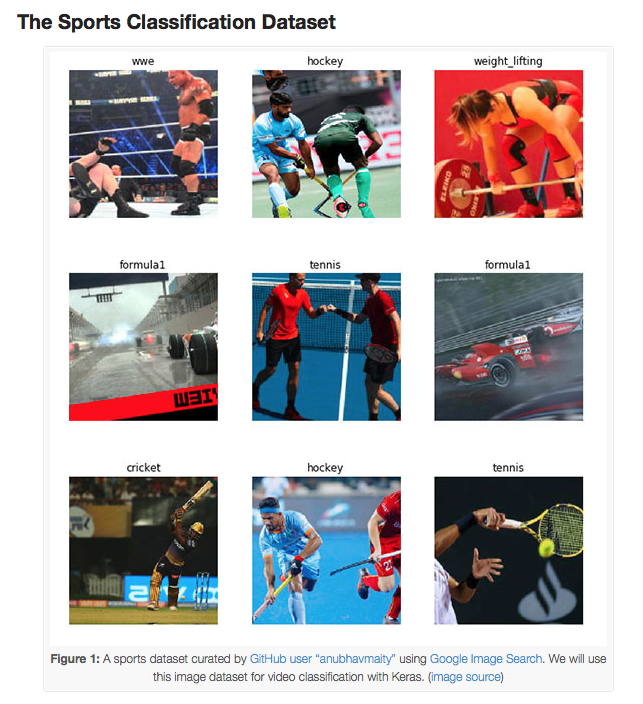 The Sports Classification Dataset
wwe hockey weight_lifting
ELEIKO
25
formula1 tennis formula1
cricket hockey tennis
Figure 1: A sports dataset curated by GitHub user “anubhavmaity” using Google Image Search. We will use
this image dataset for video classification with Keras. (image source)